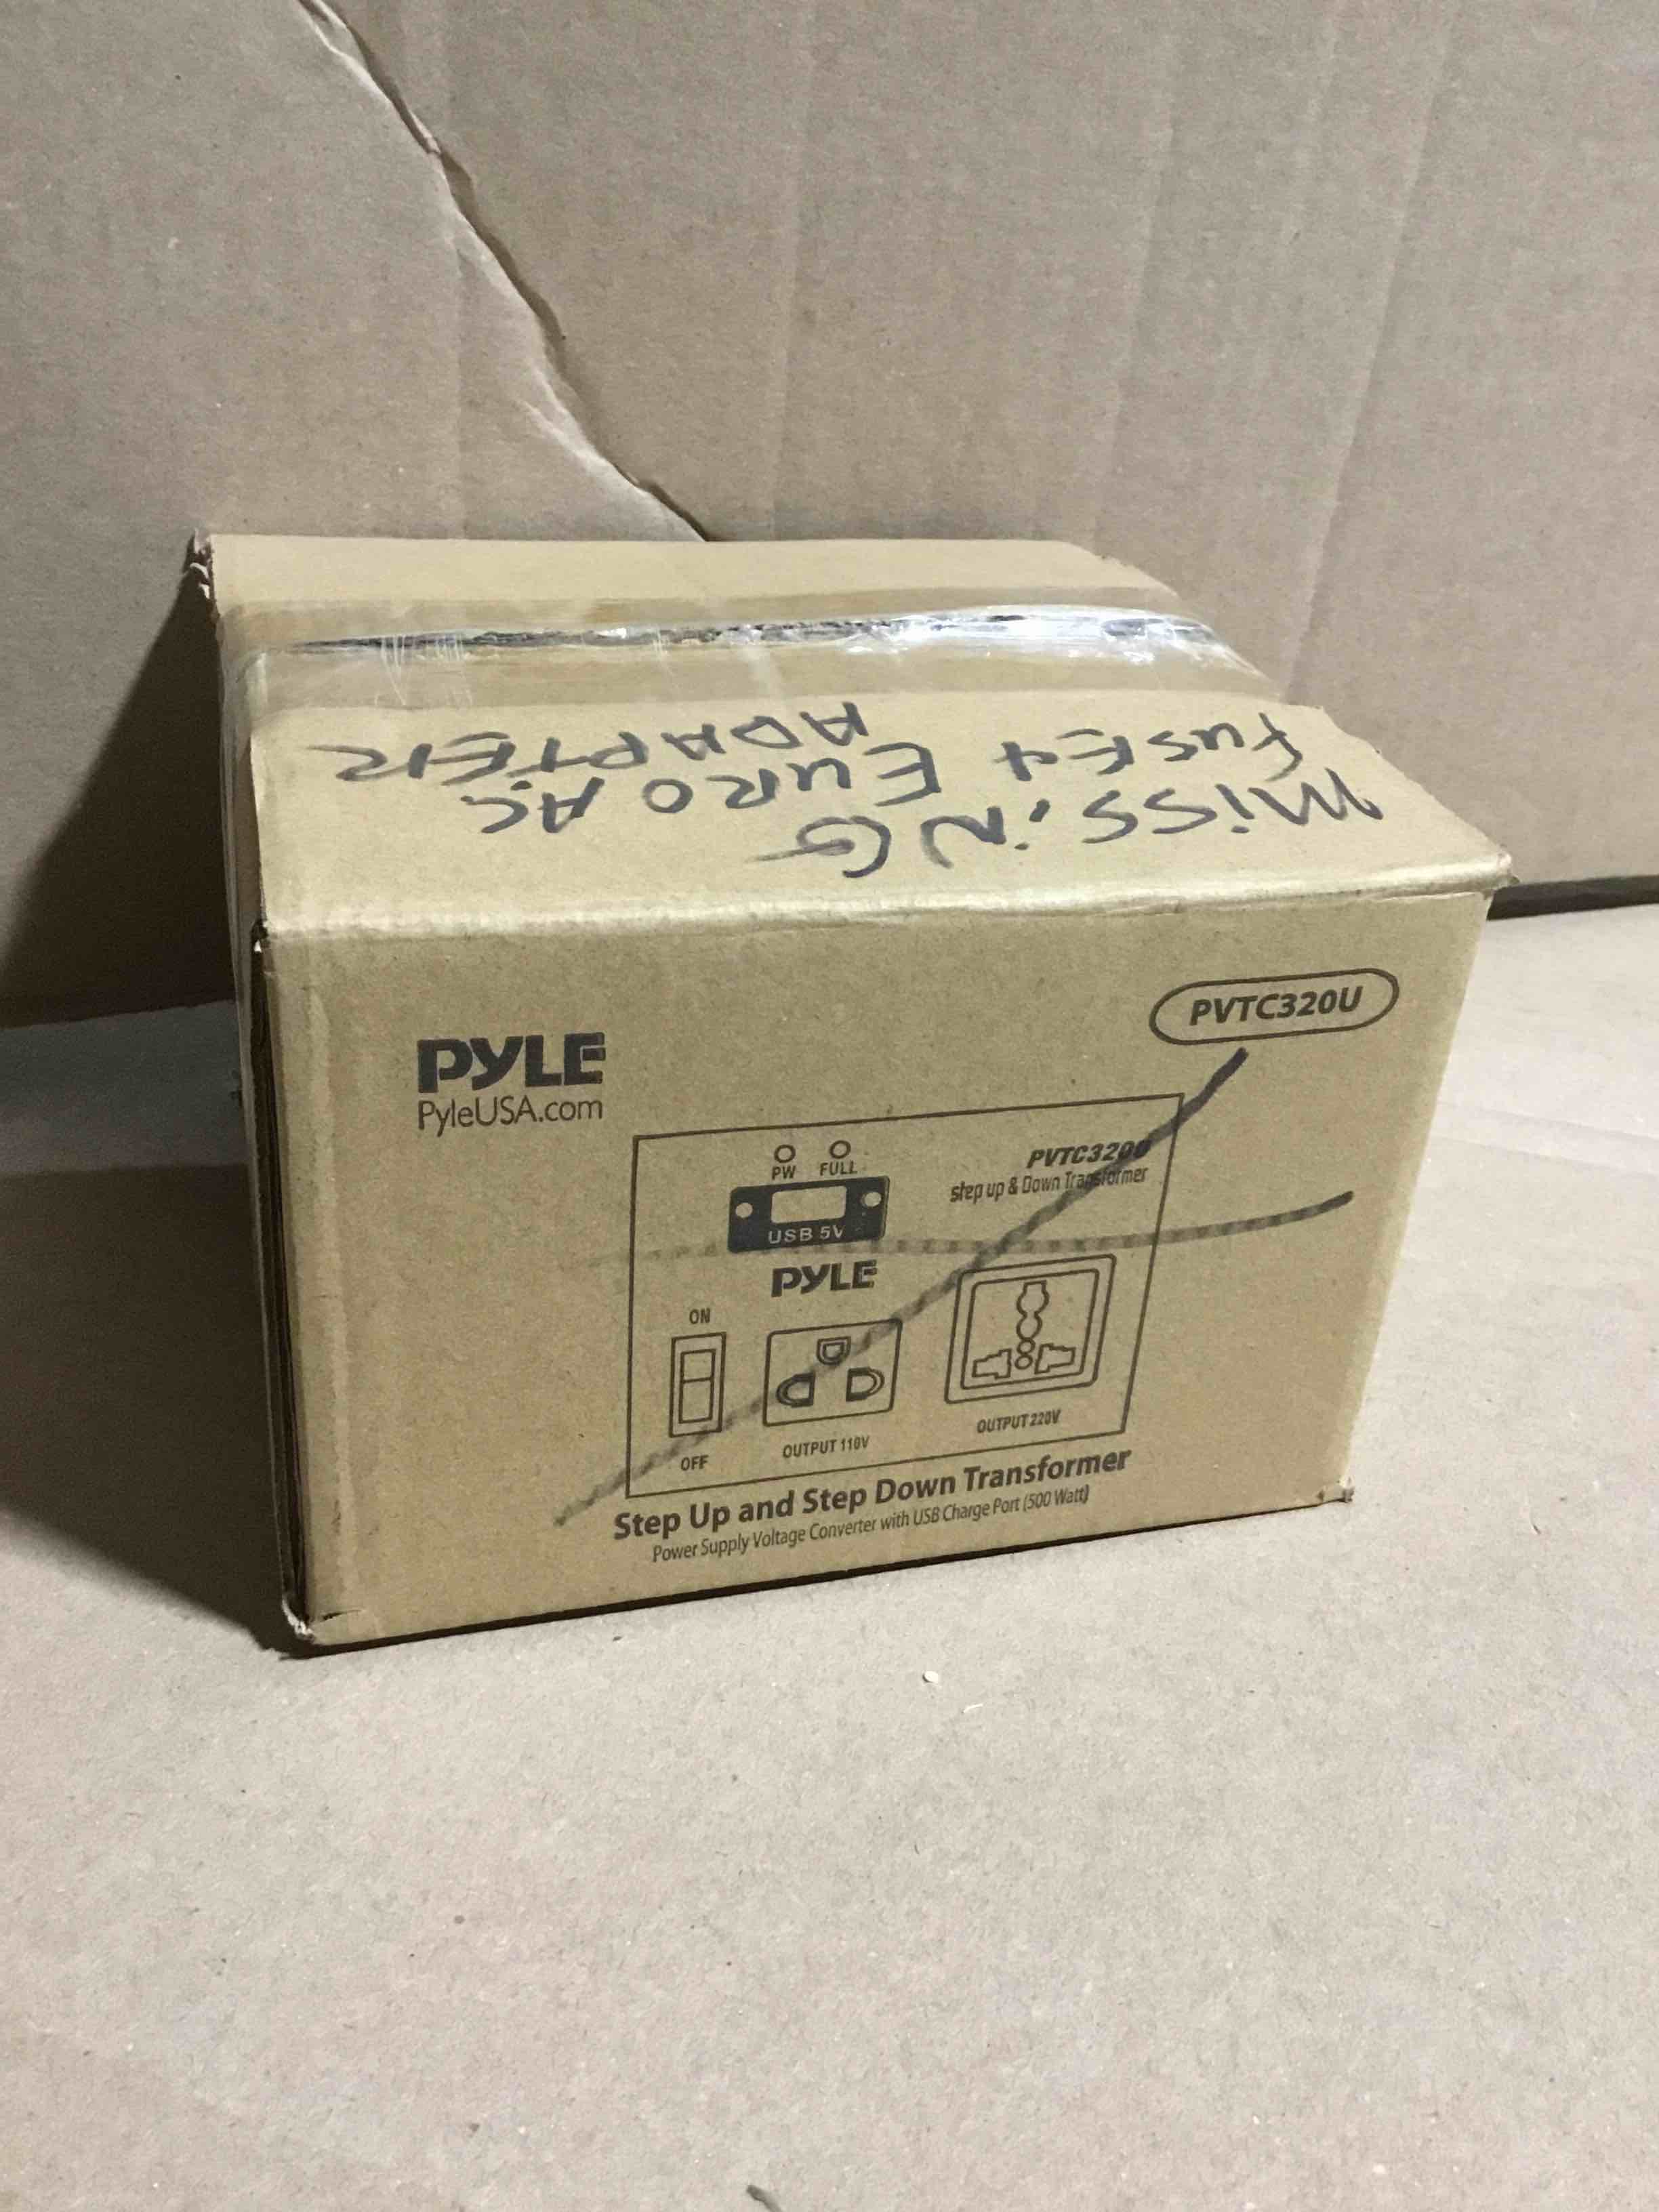 MiSSiNG
FUSE & EURO AC
ADAPTER
PVTC320U
PYLE
PyleUSA.com
PW FULL
USB 5V
PVTC320U
step up & Down Transformer
PYLE
ON
OFF
OUTPUT 110V
OUTPUT 220V
Step Up and Step Down Transformer
Power Supply Voltage Converter with USB Charge Port (500 Watt)